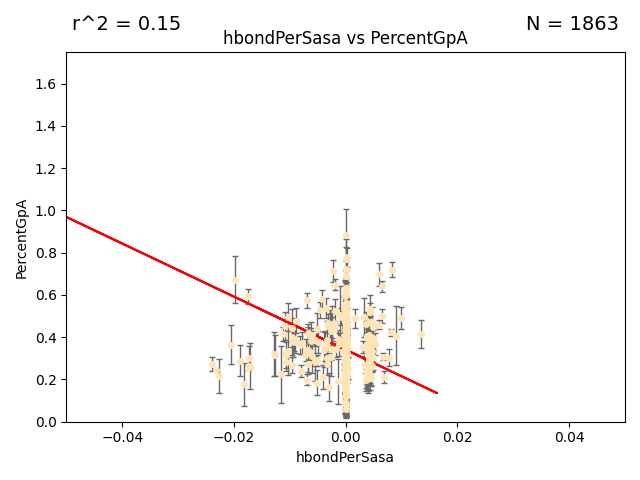 r^2 = 0.15
N = 1863
hbondPerSasa vs PercentGpA
1.6
1.4
1.2
1.0
0.8
0.6
0.4
0.2
0.0
PercentGpA
−0.04
−0.02
0.00
0.02
0.04
hbondPerSasa